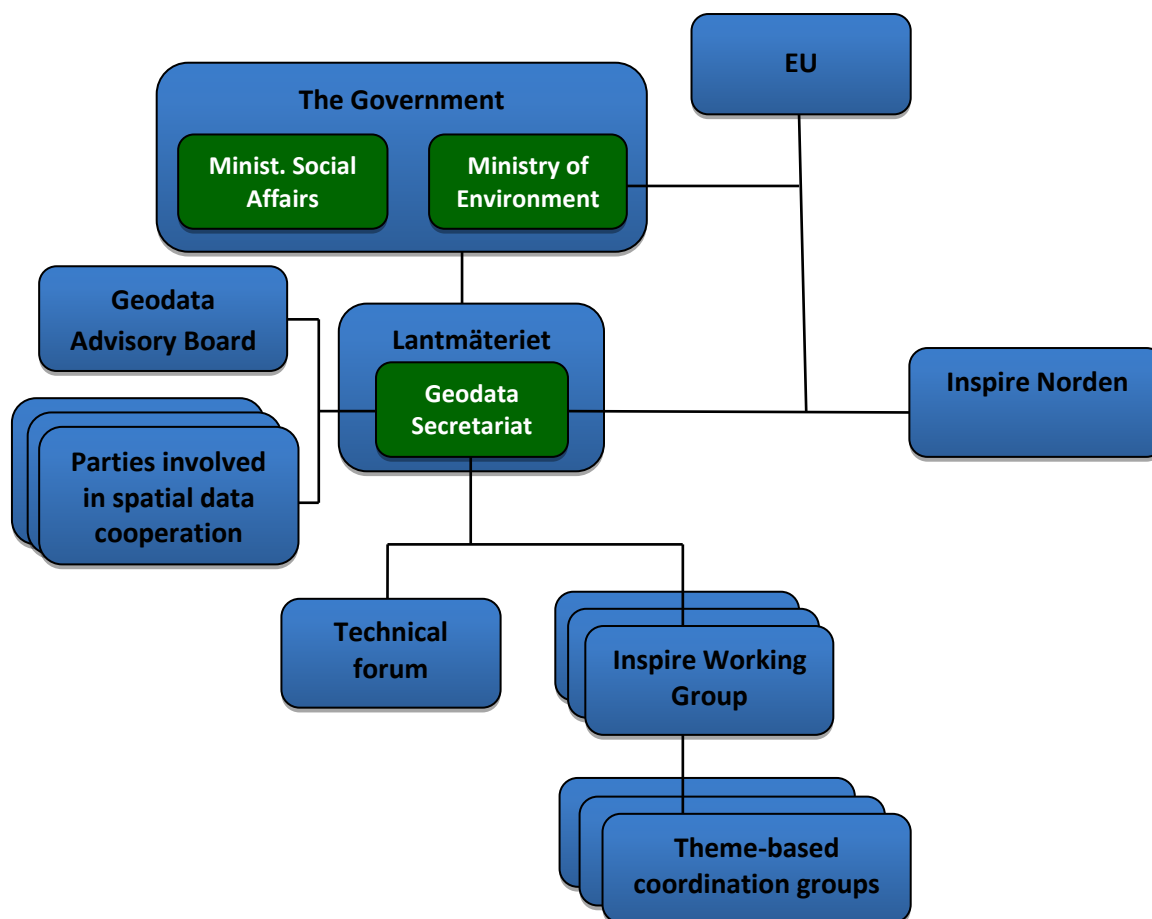 EU
The Government
Minist. Social
Affairs
Ministry of
Environment
Geodata
Advisory Board
Lantmäteriet
Geodata
Secretariat
Inspire Norden
Parties involved
in spatial data
cooperation
Technical
forum
Inspire Working
Group
Theme-based
coordination groups